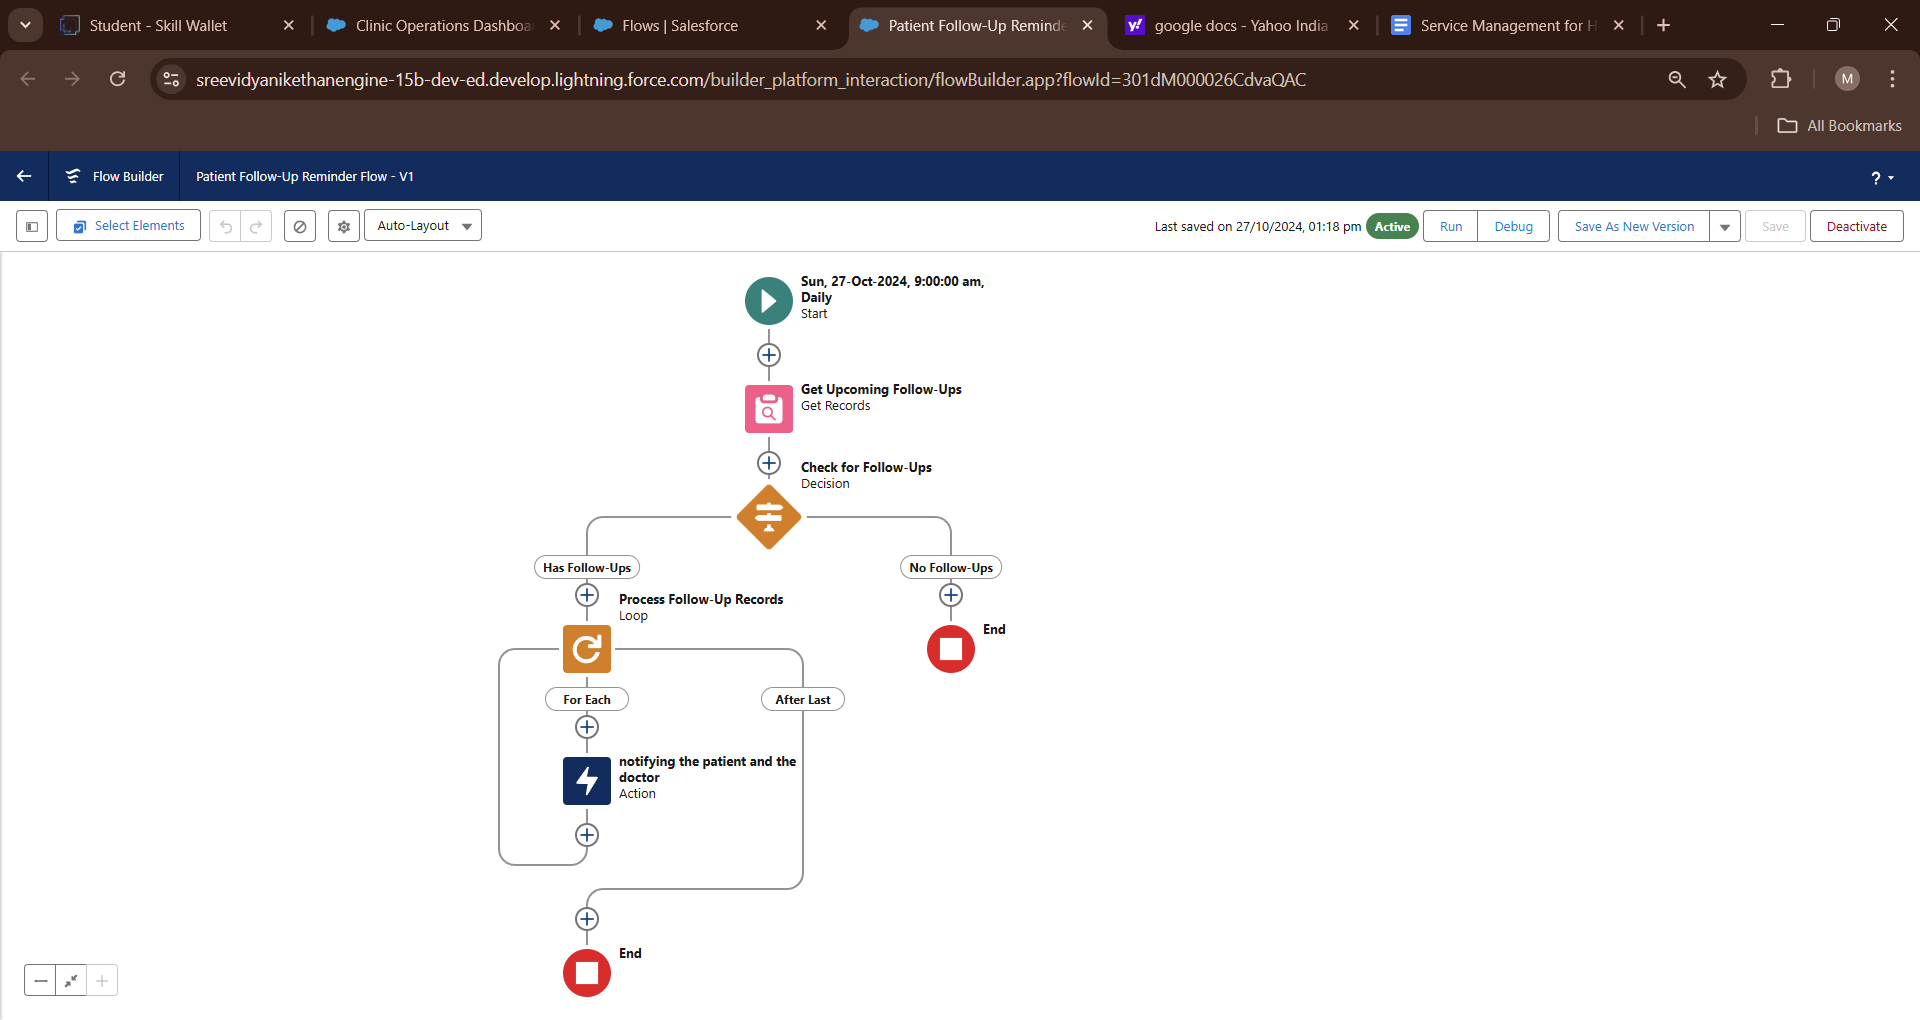 Student - Skill Wallet
Clinic Operations Dashboa
Flows | Salesforce
Patient Follow-Up Reminde
google docs - Yahoo India
Service Management for H
sreevidyanikethanengine-15b-dev-ed.develop.lightning.force.com/builder_platform_interaction/flowBuilder.app?flowId=301dM000026CdvaQAC
M
All Bookmarks
Flow Builder
Patient Follow-Up Reminder Flow - V1
?
Select Elements
Auto-Layout
Last saved on 27/10/2024, 01:18 pm
Active
Run
Debug
Save As New Version
Save
Deactivate
Sun, 27-Oct-2024, 9:00:00 am,
Daily
Start
Get Upcoming Follow-Ups
Get Records
Check for Follow-Ups
Decision
Has Follow-Ups
No Follow-Ups
Process Follow-Up Records
Loop
End
For Each
After Last
notifying the patient and the
doctor
Action
End